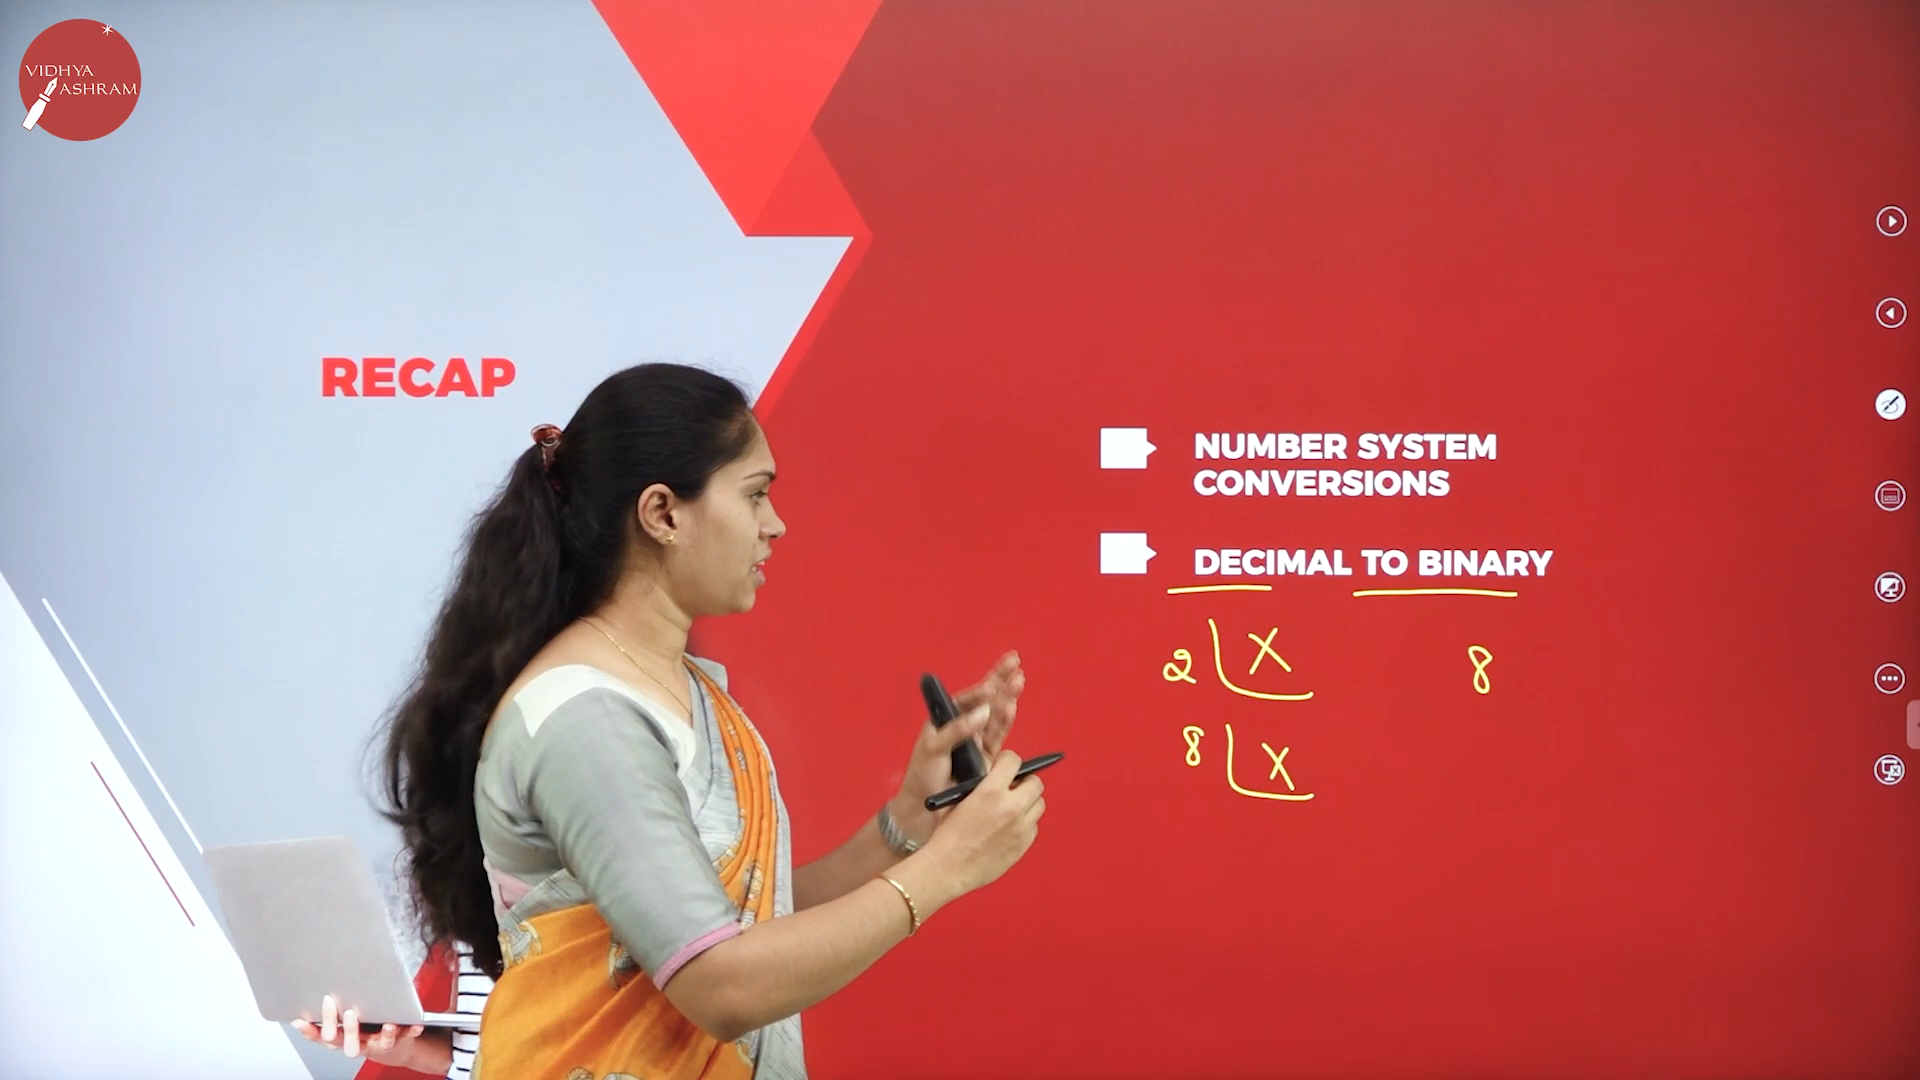 VIDHYA
ASHRAM
RECAP
NUMBER SYSTEM
CONVERSIONS
DECIMAL TO BINARY
2 X 8
8 X